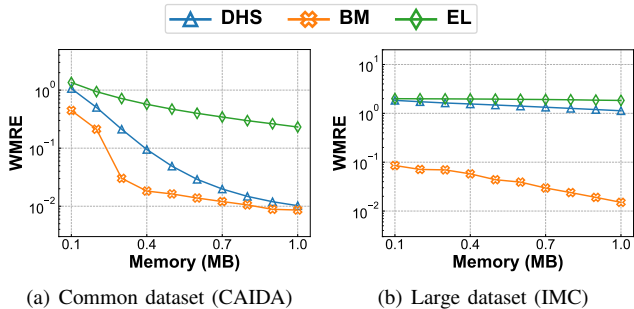 DHS BM EL
WMRE
10^0
10^-1
10^-2
0.1 0.4 0.7 1.0
Memory (MB)
(a) Common dataset (CAIDA)
WMRE
10^1
10^0
10^-1
10^-2
0.1 0.4 0.7 1.0
Memory (MB)
(b) Large dataset (IMC)